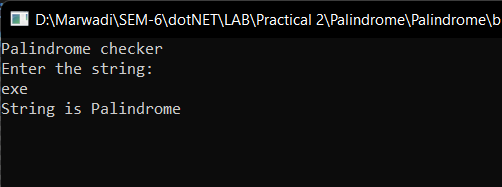 D:\Marwadi\SEM-6\dotNET\LAB\Practical 2\Palindrome\Palindrome\b
Palindrome checker
Enter the string:
exe
String is Palindrome